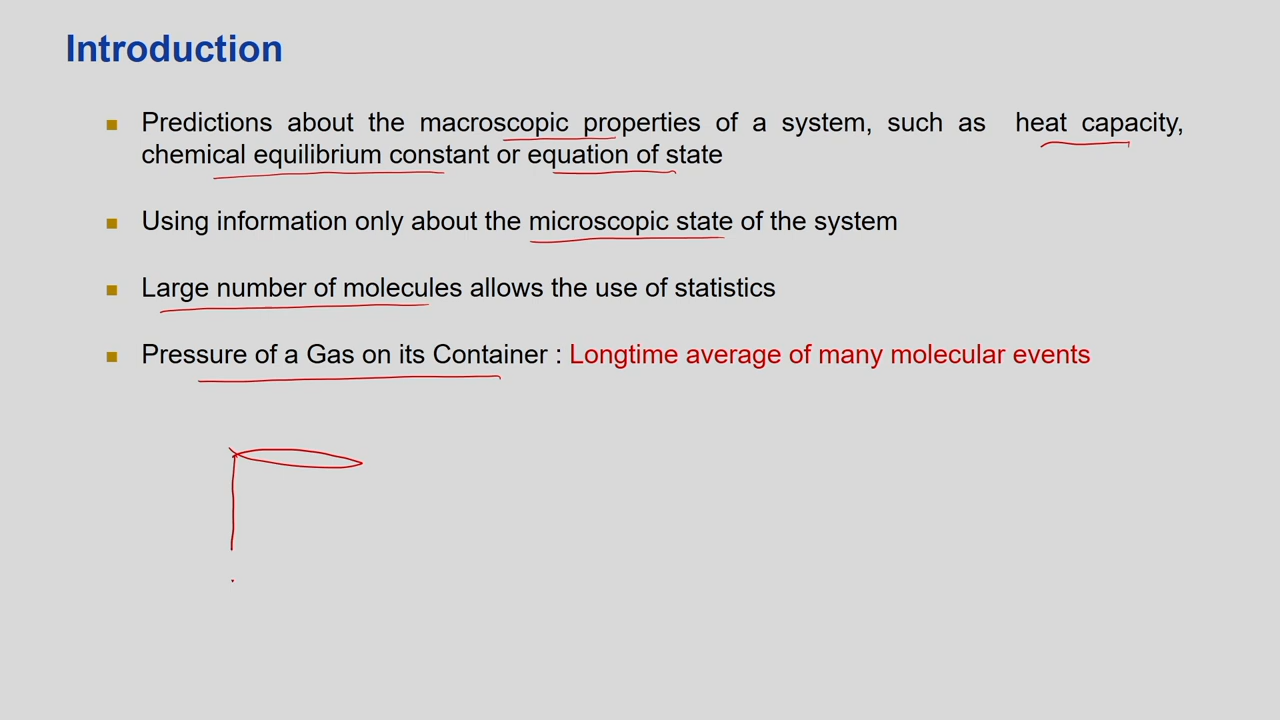 Introduction
Predictions about the macroscopic properties of a system, such as heat capacity,
chemical equilibrium constant or equation of state
Using information only about the microscopic state of the system
Large number of molecules allows the use of statistics
Pressure of a Gas on its Container : Longtime average of many molecular events